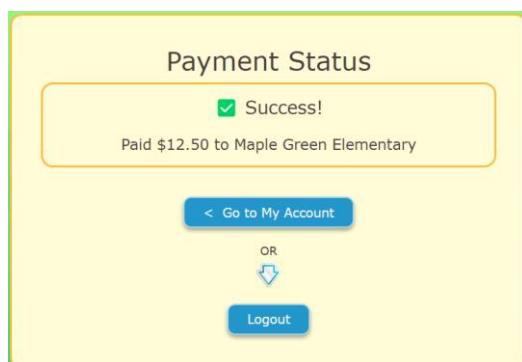 Payment Status
Success!
Paid $12.50 to Maple Green Elementary
< Go to My Account
OR
Logout